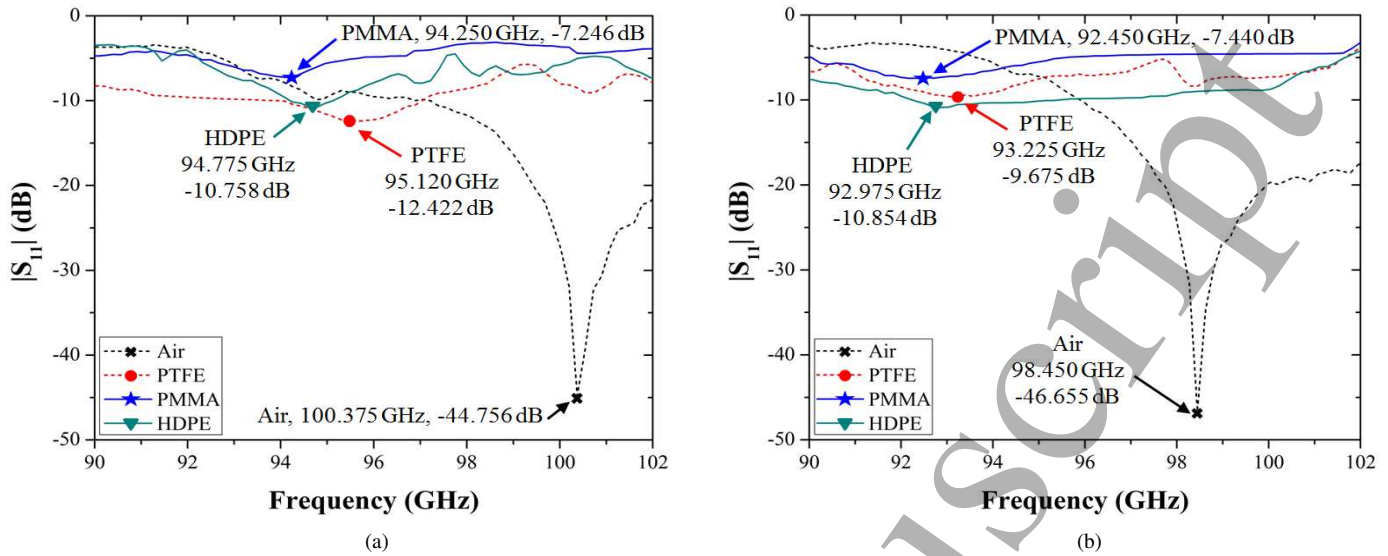 0
-10
-20
-30
-40
-50
|S11| (dB)
PMMA, 94.250 GHz, -7.246 dB
HDPE
94.775 GHz
-10.758 dB
PTFE
95.120 GHz
-12.422 dB
Air, 100.375 GHz, -44.756 dB
Air
PTFE
PMMA
HDPE
90 92 94 96 98 100 102
Frequency (GHz)
(a)
0
-10
-20
-30
-40
-50
|S11| (dB)
PMMA, 92.450 GHz, -7.440 dB
HDPE
92.975 GHz
-10.854 dB
PTFE
93.225 GHz
-9.675 dB
Air
98.450 GHz
-46.655 dB
Air
PTFE
PMMA
HDPE
90 92 94 96 98 100 102
Frequency (GHz)
(b)
uscript